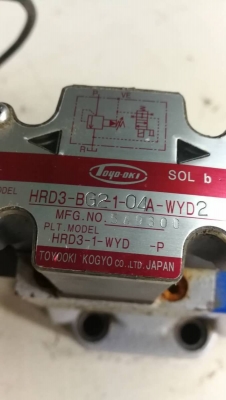 P VE
R
TOYO-OKI SOL b
MODEL HRD3-BG21-04A-WYD2
MFG.NO.
PLT.MODEL
HRD3-1-WYD -P
TOYOOKI KOGYO CO.,LTD.JAPAN